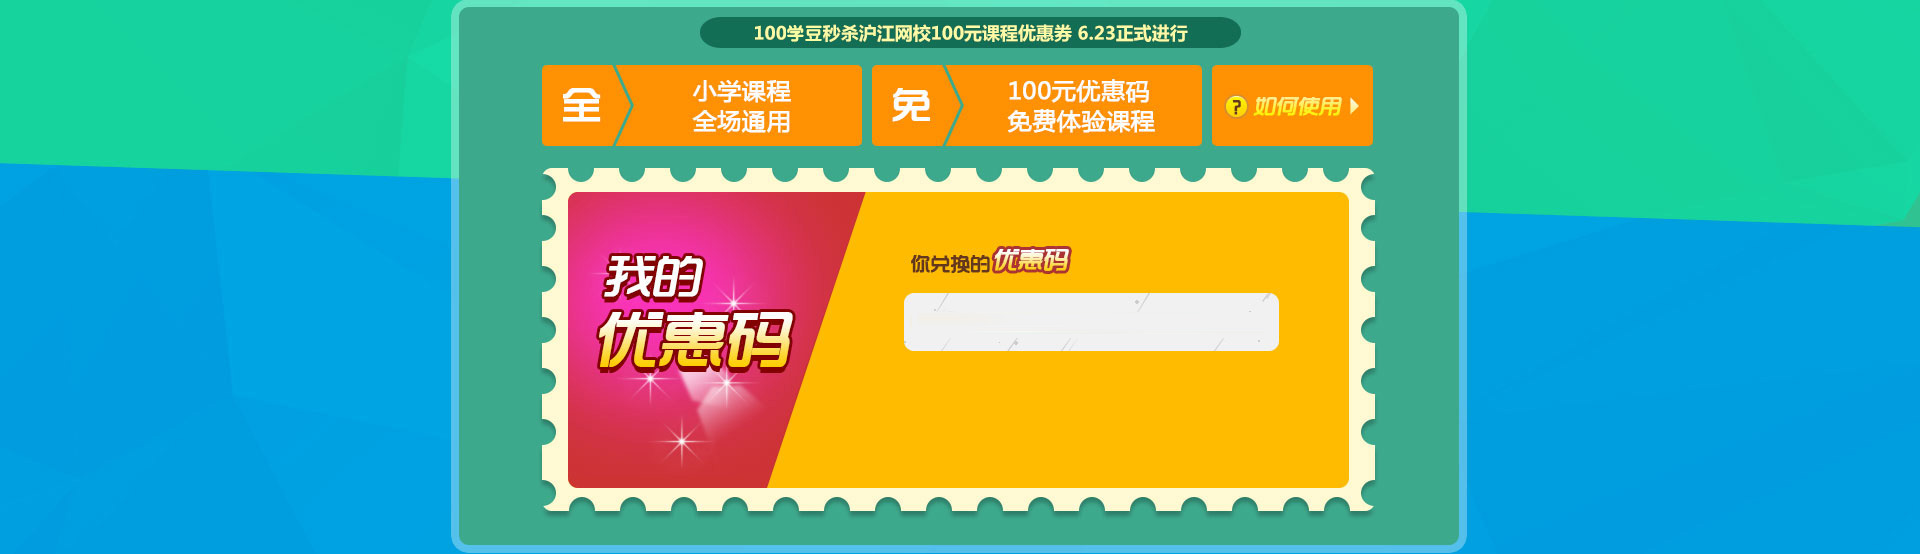 100学豆秒杀沪江网校100元课程优惠券 6.23正式进行
全
小学课程
全场通用
免
100元优惠码
免费体验课程
? 如何使用
我的
优惠码
你兑换的优惠码